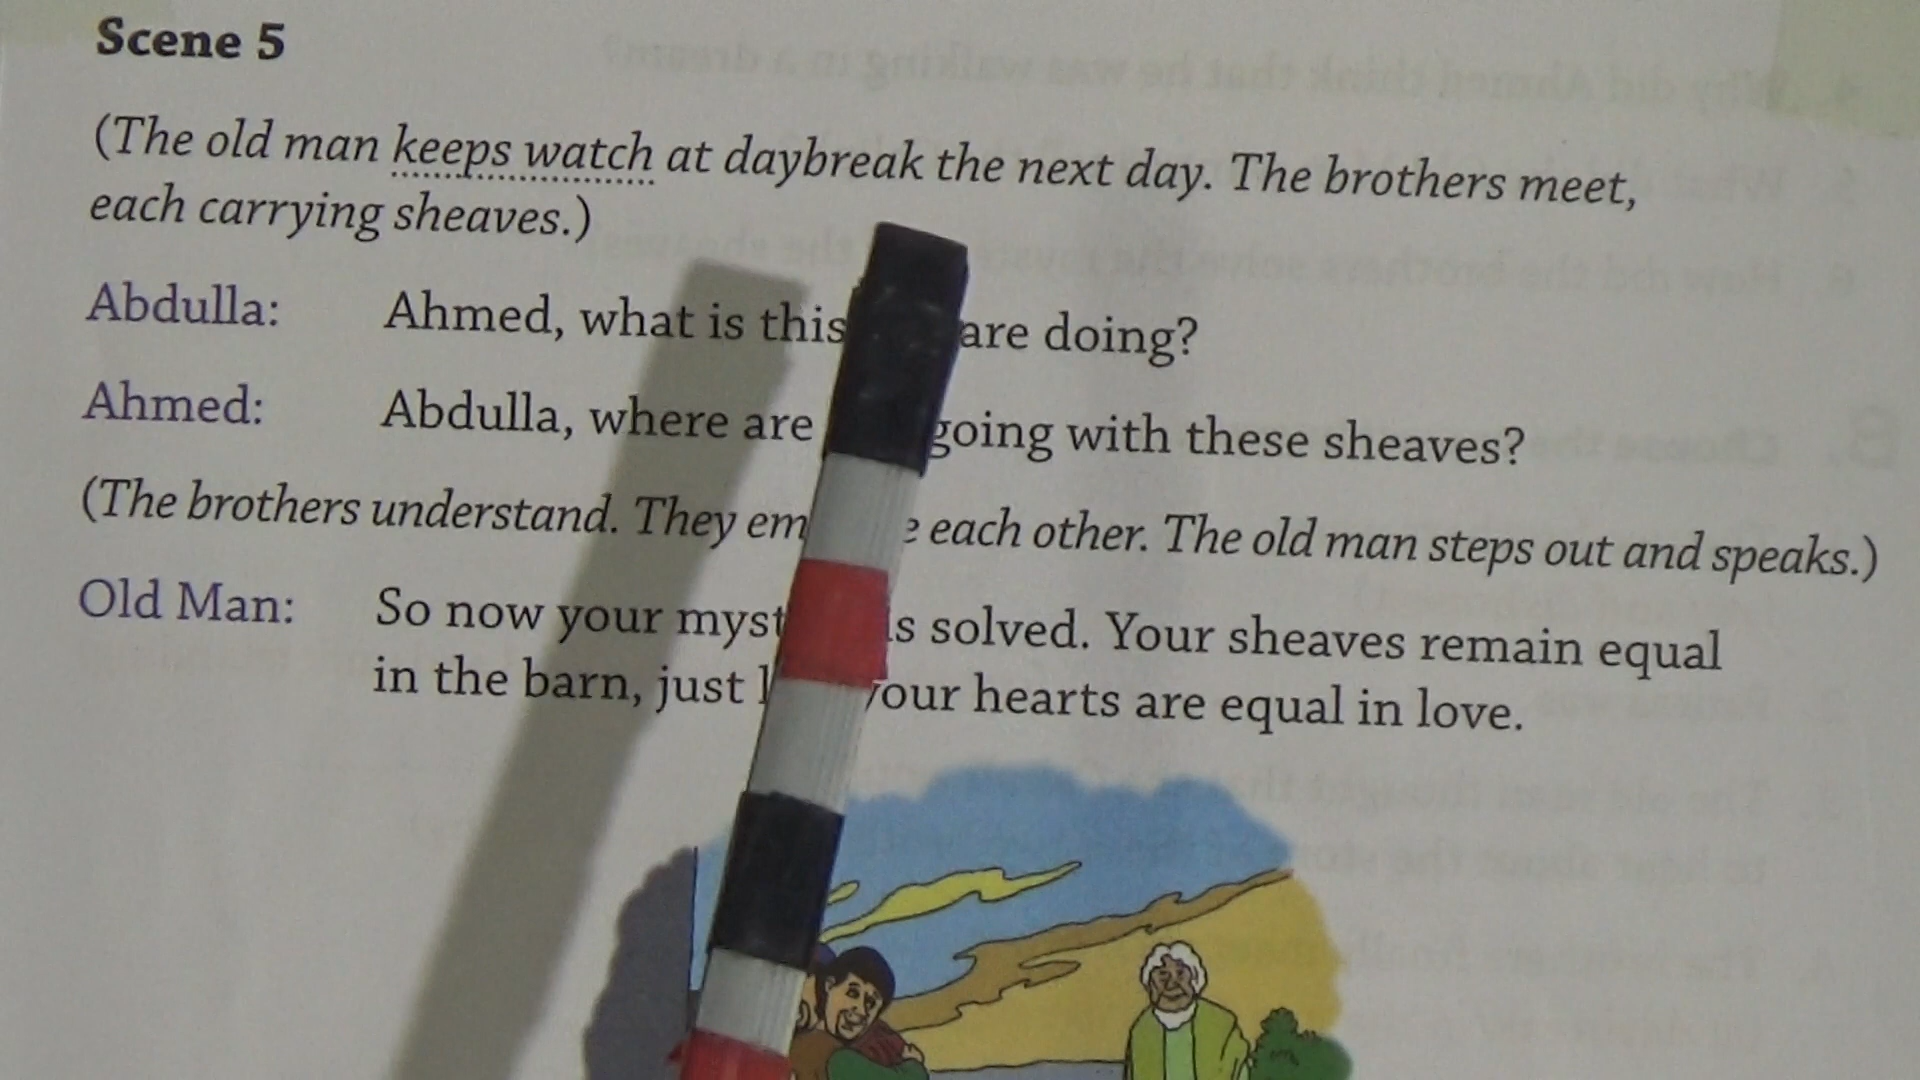 Scene 5
(The old man keeps watch at daybreak the next day. The brothers meet,
each carrying sheaves.)
Abdulla: Ahmed, what is this are doing?
Ahmed: Abdulla, where are going with these sheaves?
(The brothers understand. They each other. The old man steps out and speaks.)
Old Man: So now your solved. Your sheaves remain equal
in the barn, just your hearts are equal in love.